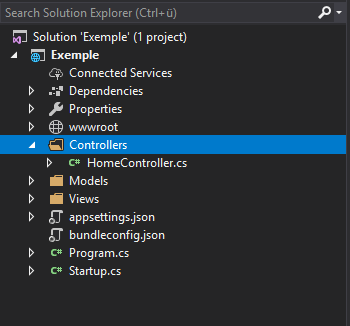 Search Solution Explorer (Ctrl+ü)
Solution 'Exemple' (1 project)
Exemple
Connected Services
Dependencies
Properties
wwwroot
Controllers
C# HomeController.cs
Models
Views
appsettings.json
bundleconfig.json
C# Program.cs
C# Startup.cs